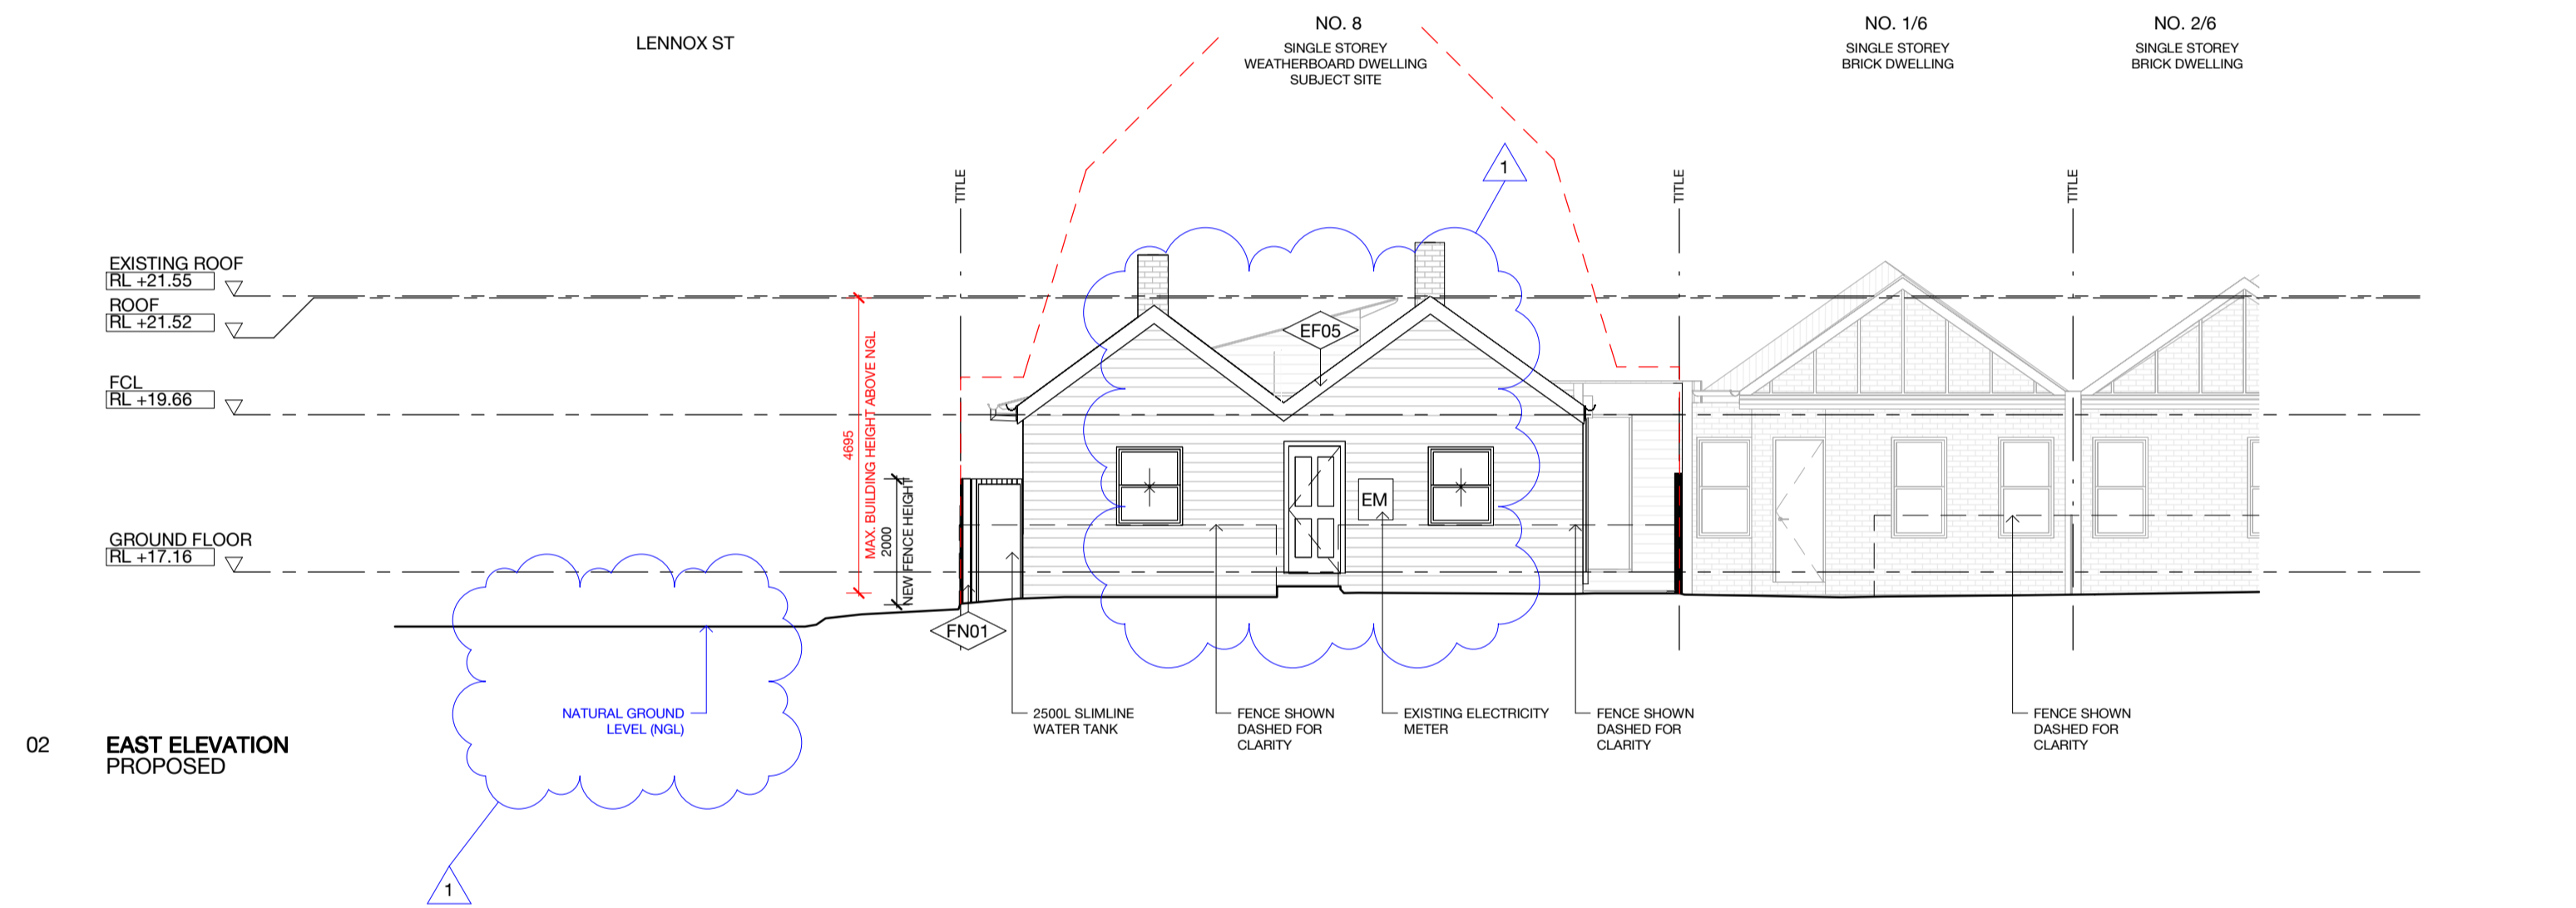 LENNOX ST
NO. 8
SINGLE STOREY
WEATHERBOARD DWELLING
SUBJECT SITE
NO. 1/6
SINGLE STOREY
BRICK DWELLING
NO. 2/6
SINGLE STOREY
BRICK DWELLING
1
TITLE
TITLE
TITLE
EXISTING ROOF
RL +21.55
ROOF
RL +21.52
FCL
RL +19.66
GROUND FLOOR
RL +17.16
4695
MAX. BUILDING HEIGHT ABOVE NGL
2000
NEW FENCE HEIGHT
EF05
EM
FN01
NATURAL GROUND
LEVEL (NGL)
2500L SLIMLINE
WATER TANK
FENCE SHOWN
DASHED FOR
CLARITY
EXISTING ELECTRICITY
METER
FENCE SHOWN
DASHED FOR
CLARITY
FENCE SHOWN
DASHED FOR
CLARITY
02
EAST ELEVATION
PROPOSED
1